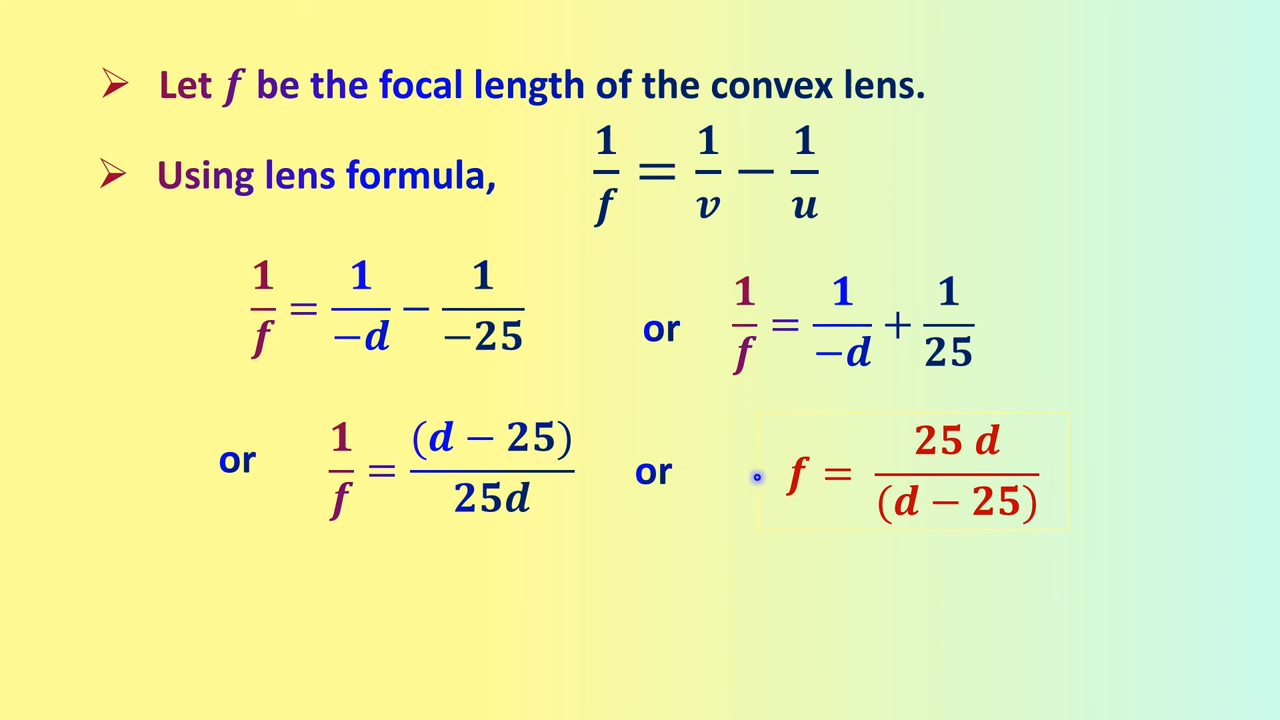 ➢ Let f be the focal length of the convex lens.
➢ Using lens formula, 1/f = 1/v − 1/u
1/f = 1/−d − 1/−25 or 1/f = 1/−d + 1/25
or 1/f = (d − 25)/25d or f = 25 d/(d − 25)